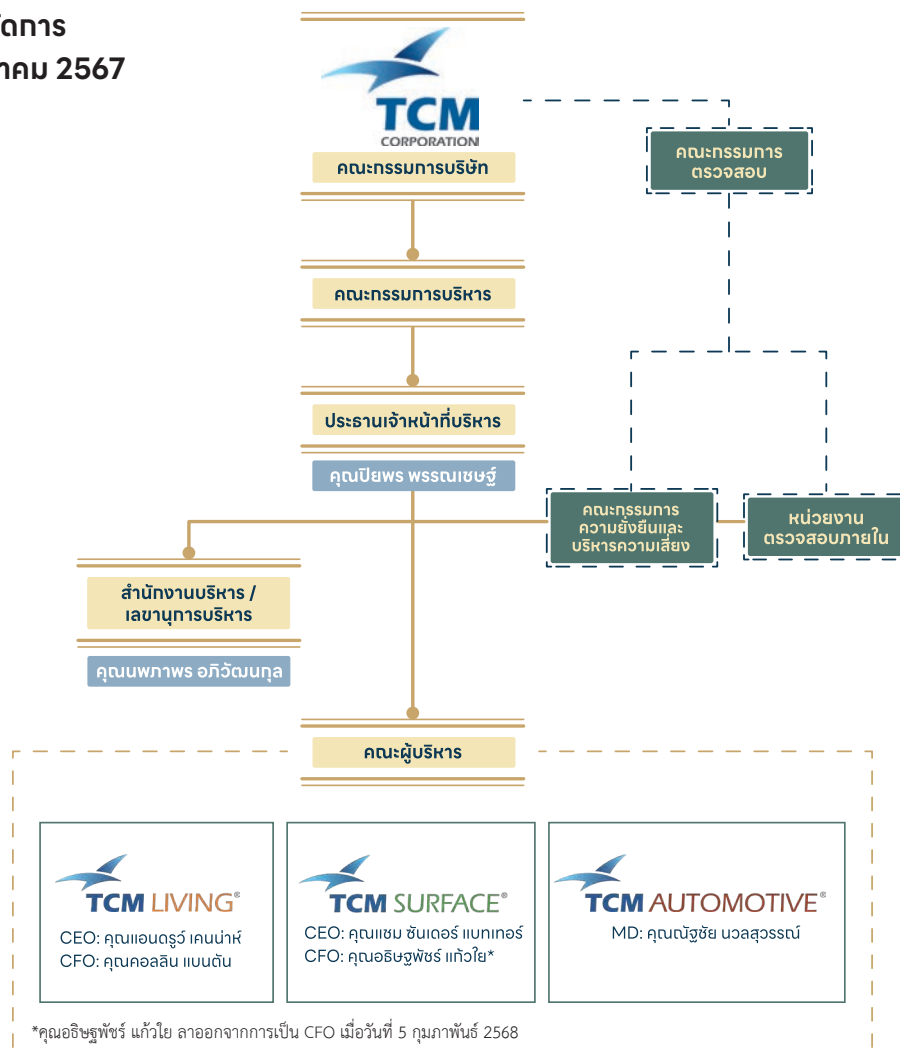 2567
TCM
CORPORATION
คณะกรรมการบริษัท
คณะกรรมการ
ตรวจสอบ
คณะกรรมการบริหาร
ประธานเจ้าหน้าที่บริหาร
คุณปิยพร พรรณเชษฐ์
คณะกรรมการ
ความยั่งยืนและ
บริหารความเสี่ยง
หน่วยงาน
ตรวจสอบภายใน
สำนักงานบริหาร /
เลขานุการบริหาร
คุณนพภาพร อภิวัฒนกุล
คณะผู้บริหาร
TCM LIVING®
CEO: คุณแอนดรูว์ เคนน่าห์
CFO: คุณคอลลิน แบนตัน
TCM SURFACE®
CEO: คุณแซม ซันเดอร์ แบทเทอร์
CFO: คุณอธิษฐพัชร์ แก้วใย*
TCM AUTOMOTIVE®
MD: คุณณัฐชัย นวลสุวรรณ์
*คุณอธิษฐพัชร์ แก้วใย ลาออกจากการเป็น CFO เมื่อวันที่ 5 กุมภาพันธ์ 2568